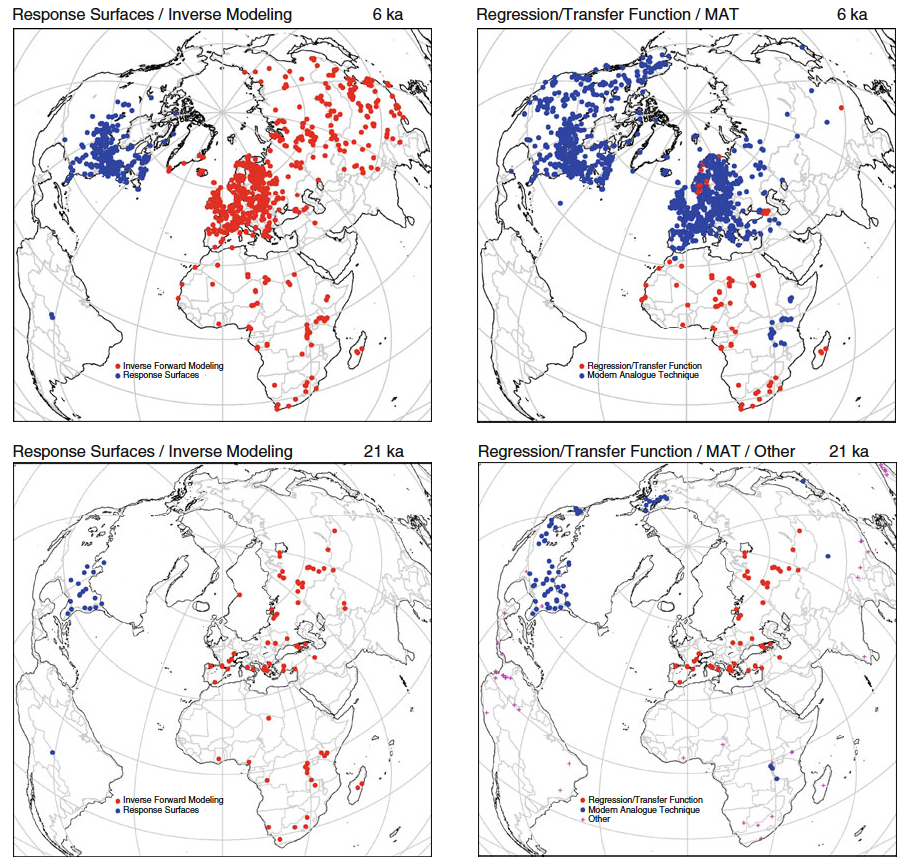 Response Surfaces / Inverse Modeling 6 ka
Regression/Transfer Function / MAT 6 ka
Inverse Forward Modeling
Response Surfaces
Regression/Transfer Function
Modern Analogue Technique
Response Surfaces / Inverse Modeling 21 ka
Regression/Transfer Function / MAT / Other 21 ka
Inverse Forward Modeling
Response Surfaces
Regression/Transfer Function
Modern Analogue Technique
Other